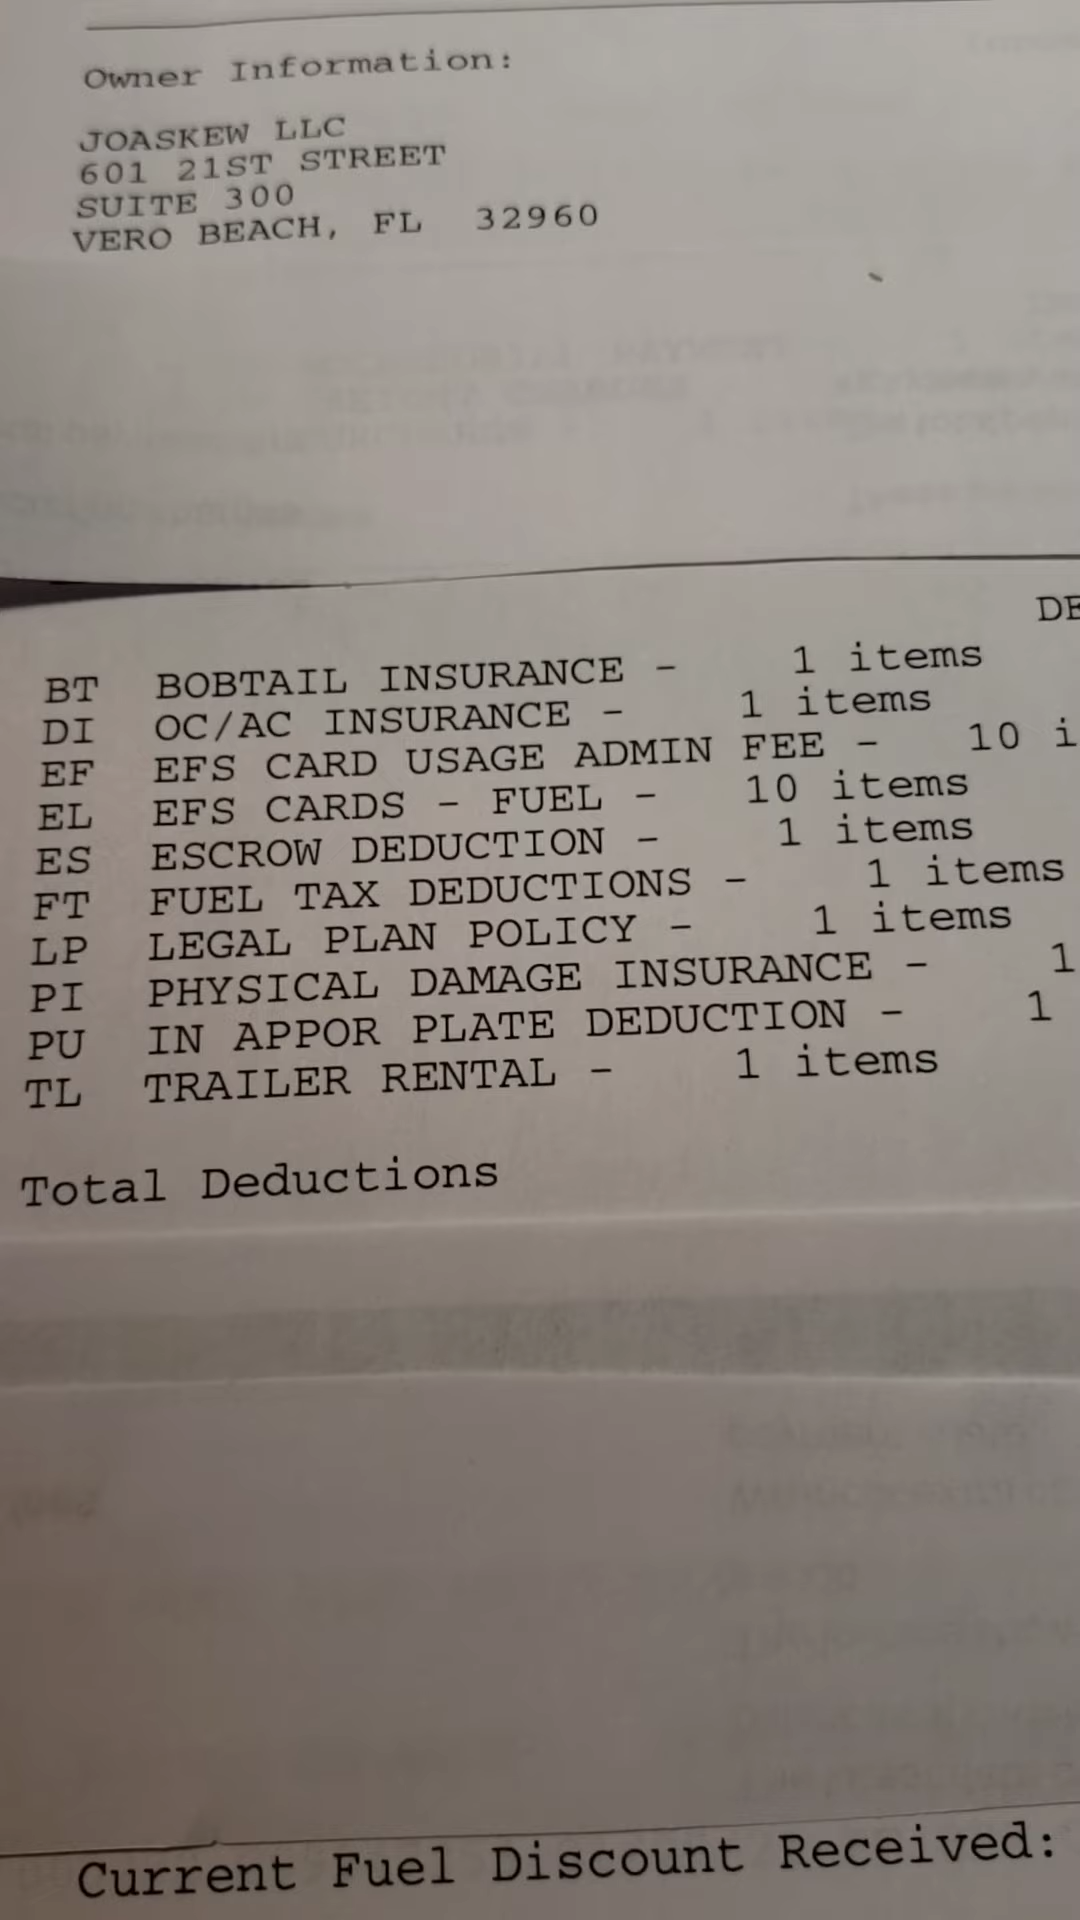 Owner Information:
JOASKEW LLC
601 21ST STREET
SUITE 300
VERO BEACH, FL 32960
DE
BT BOBTAIL INSURANCE - 1 items
DI OC/AC INSURANCE - 1 items
EF EFS CARD USAGE ADMIN FEE - 10 i
EL EFS CARDS - FUEL - 10 items
ES ESCROW DEDUCTION - 1 items
FT FUEL TAX DEDUCTIONS - 1 items
LP LEGAL PLAN POLICY - 1 items
PI PHYSICAL DAMAGE INSURANCE - 1
PU IN APPOR PLATE DEDUCTION - 1
TL TRAILER RENTAL - 1 items
Total Deductions
Current Fuel Discount Received: